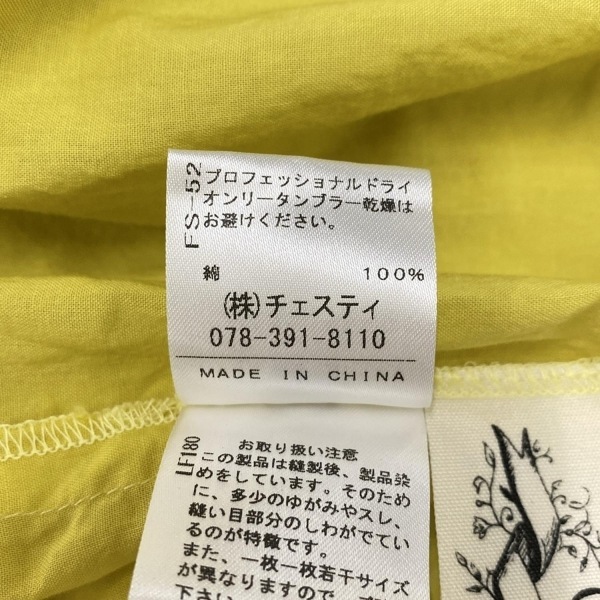 FS-52
プロフェッショナルドライ
オンリータンブラー乾燥は
お避けください。
綿 100%
(株)チェスティ
078-391-8110
MADE IN CHINA
LF180
お取り扱い注意
この製品は縫製後、製品染
めをしています。そのため
に、多少のゆがみやスレ、
縫い目部分のしわがでてい
るのが特徴です。
また、一枚一枚若干サイズ
が異なりますので
下さい